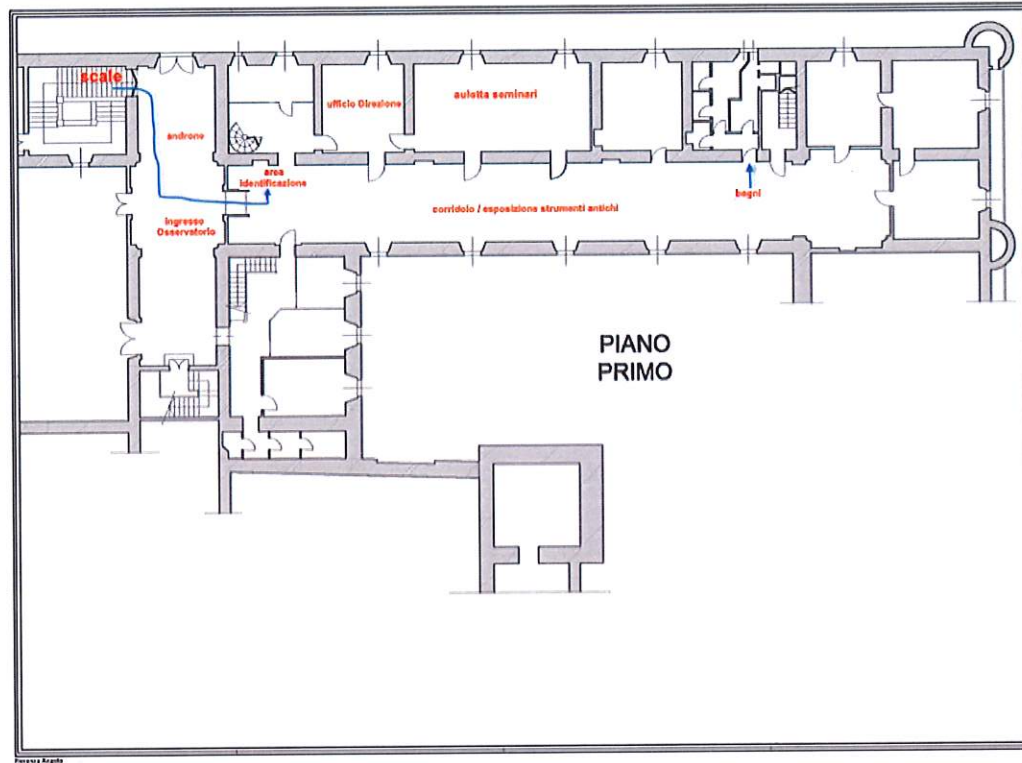 scale
androne
ufficio Direzione
auletta seminari
area
identificazione
bagni
corridoio / esposizione strumenti antichi
ingresso
Osservatorio
PIANO
PRIMO